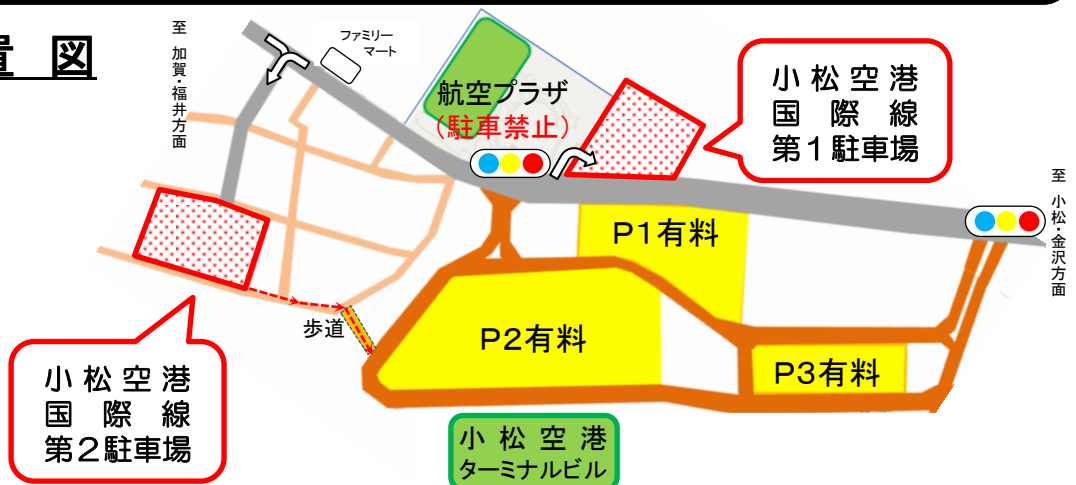 図
至 加賀・福井方面
ファミリー
マート
航空プラザ
(駐車禁止)
小松空港
国際線
第1駐車場
至 小松・金沢方面
P1有料
P2有料
P3有料
歩道
小松空港
国際線
第2駐車場
小松空港
ターミナルビル